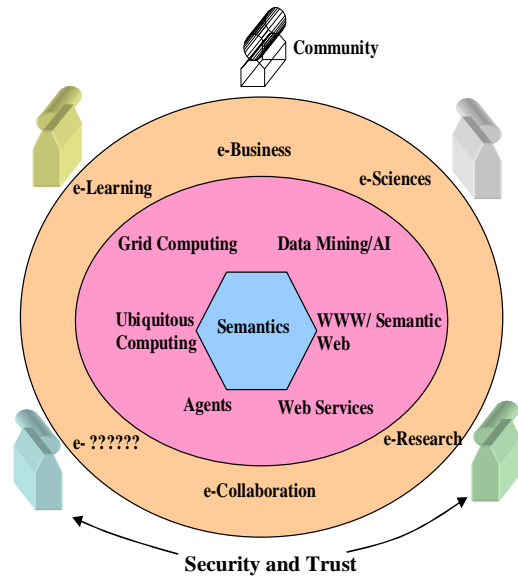 Community
e-Business
e-Learning
e-Sciences
Grid Computing
Data Mining/AI
Ubiquitous
Computing
Semantics
WWW/ Semantic
Web
Agents
Web Services
e- ??????
e-Research
e-Collaboration
Security and Trust